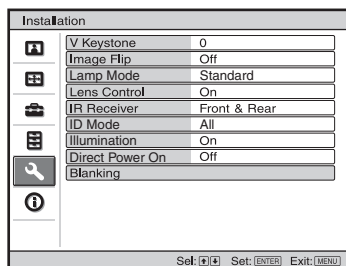 Installation
V Keystone 0
Image Flip Off
Lamp Mode Standard
Lens Control On
IR Receiver Front & Rear
ID Mode All
Illumination On
Direct Power On Off
Blanking
Sel: Set: ENTER Exit: MENU